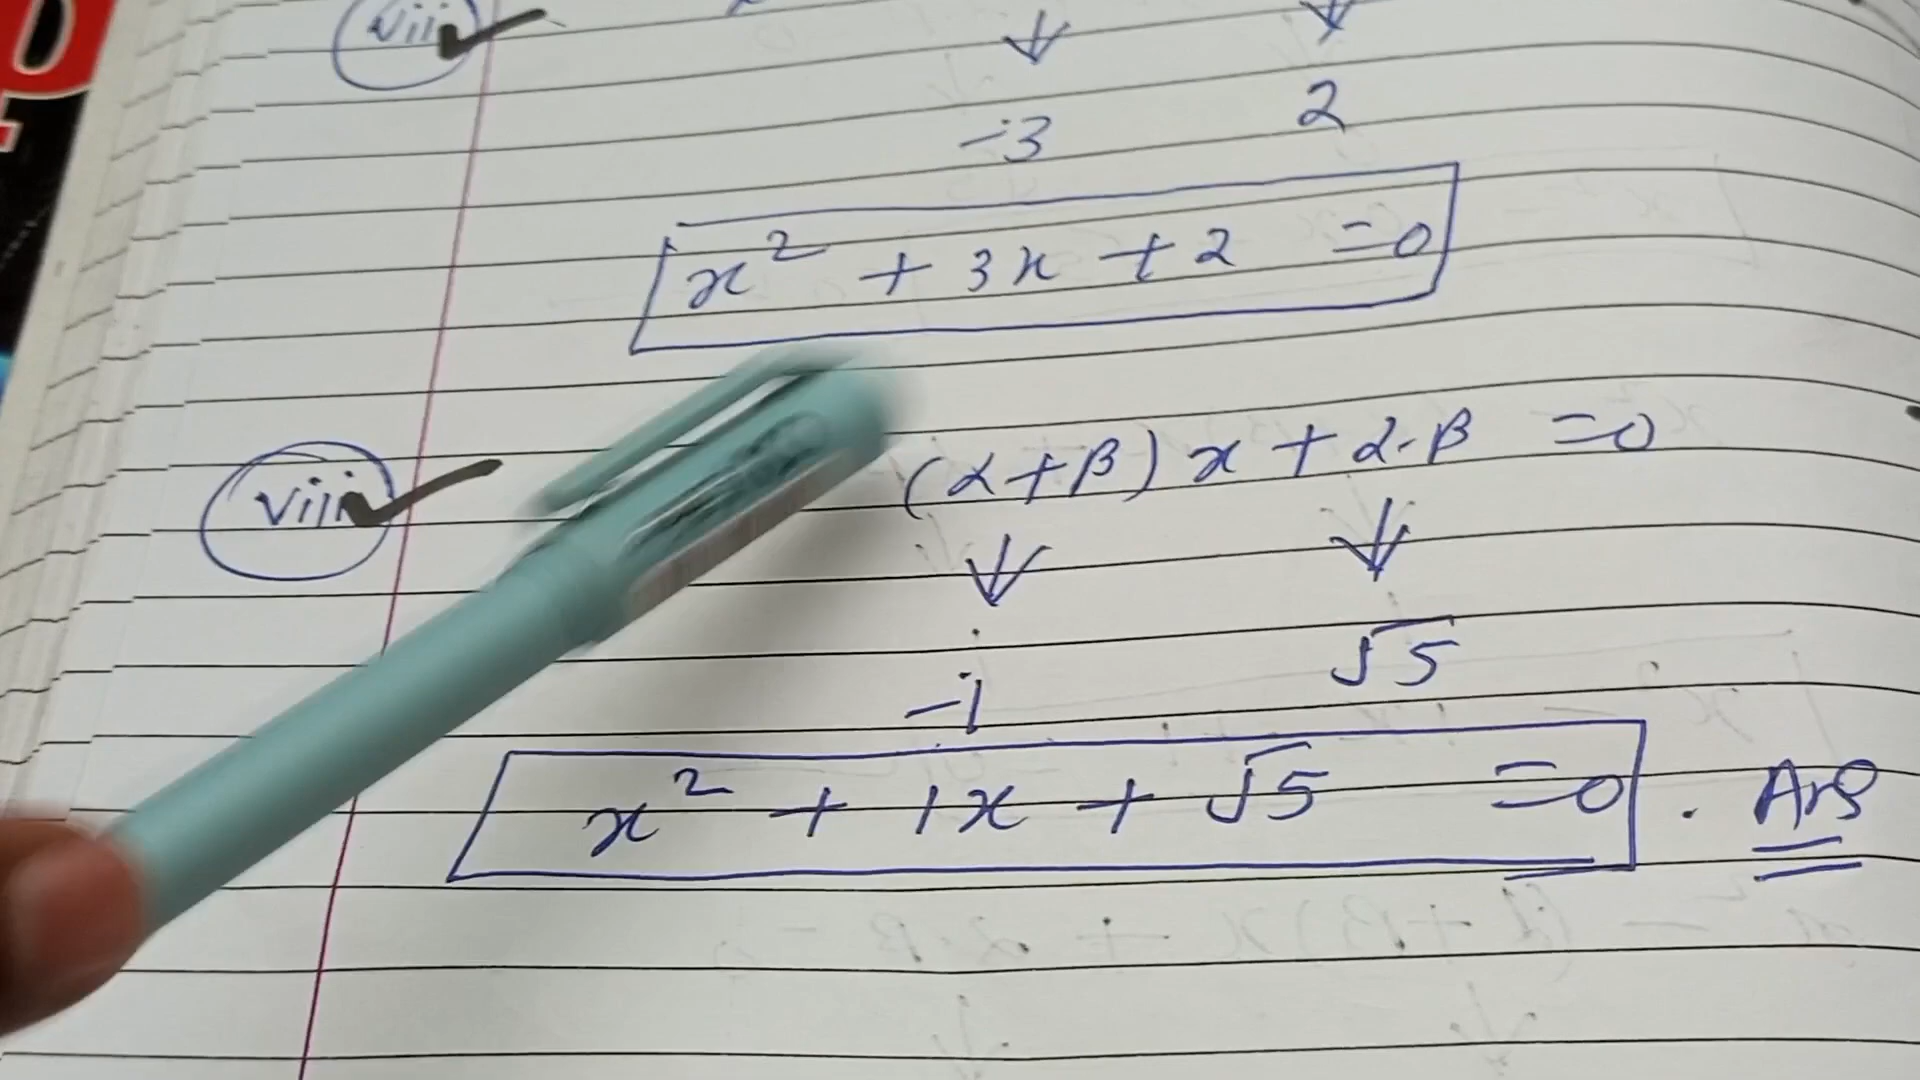 vii
-3 2
x² + 3x + 2 = 0
viii (α+β) x + α·β = 0
-1 √5
x² + 1x + √5 = 0 . Ans